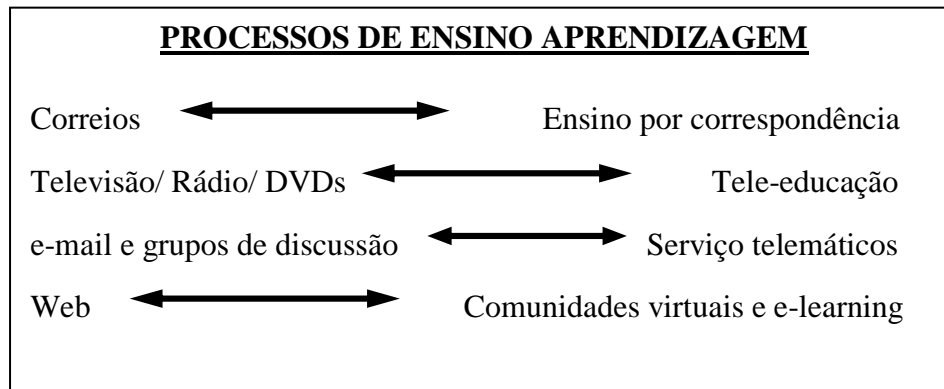 PROCESSOS DE ENSINO APRENDIZAGEM
Correios Ensino por correspondência
Televisão/ Rádio/ DVDs Tele-educação
e-mail e grupos de discussão Serviço telemáticos
Web Comunidades virtuais e e-learning